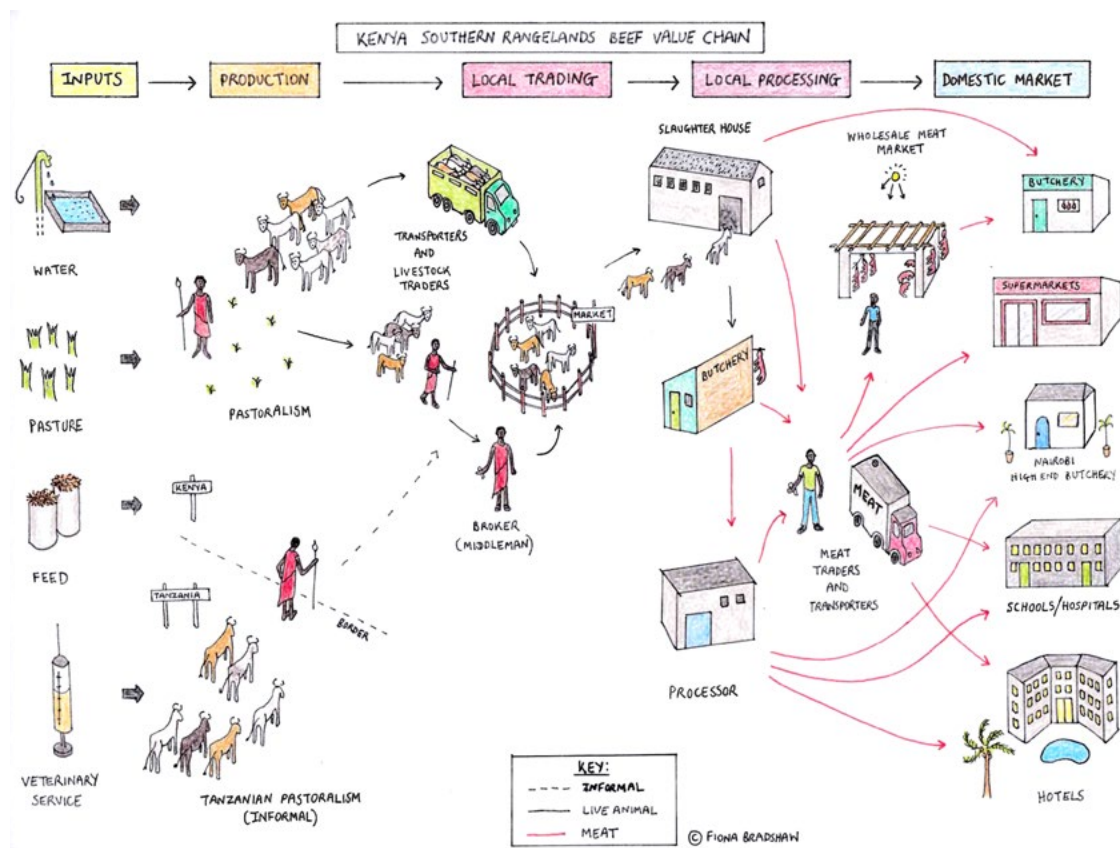 KENYA SOUTHERN RANGELANDS BEEF VALUE CHAIN
INPUTS
PRODUCTION
LOCAL TRADING
LOCAL PROCESSING
DOMESTIC MARKET
WATER
PASTURE
FEED
VETERINARY
SERVICE
PASTORALISM
KENYA
TANZANIA
BORDER
TANZANIAN PASTORALISM
(INFORMAL)
TRANSPORTERS
AND
LIVESTOCK
TRADERS
MARKET
BROKER
(MIDDLEMAN)
SLAUGHTER HOUSE
BUTCHERY
PROCESSOR
WHOLESALE MEAT
MARKET
MEAT
MEAT
TRADERS
AND
TRANSPORTERS
BUTCHERY
SUPERMARKETS
NAIROBI
HIGH END BUTCHERY
SCHOOLS/HOSPITALS
HOTELS
KEY:
INFORMAL
LIVE ANIMAL
MEAT
© FIONA BRADSHAW